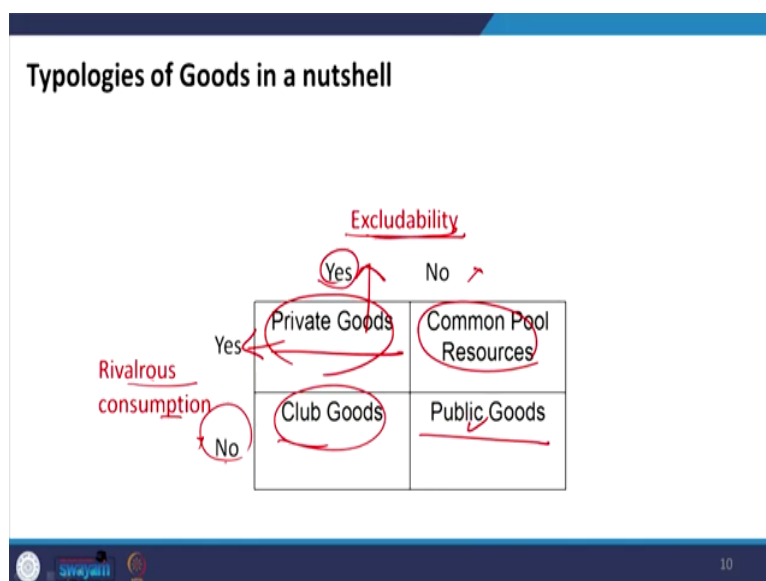 Typologies of Goods in a nutshell
Excludability
Yes No
Yes
Private Goods
Common Pool
Resources
Rivalrous
consumption
No
Club Goods
Public Goods
swayam
10